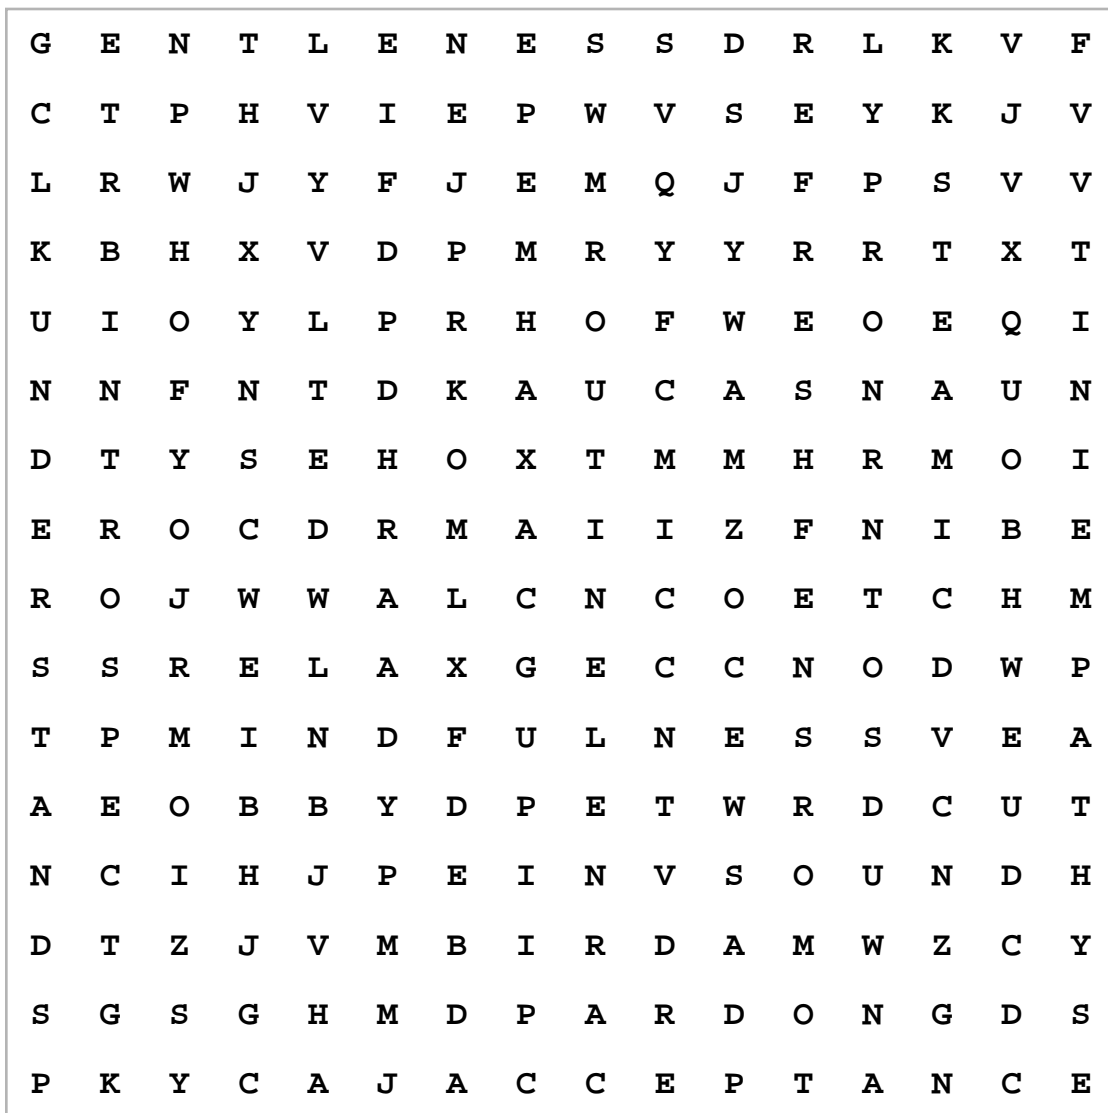 G E N T L E N E S S D R L K V F
C T P H V I E P W V S E Y K J V
L R W J Y F J E M Q J F P S V V
K B H X V D P M R Y Y R R T X T
U I O Y L P R H O F W E O E Q I
N N F N T D K A U C A S N A U N
D T Y S E H O X T M M H R M O I
E R O C D R M A I I Z F N I B E
R O J W W A L C N C O E T C H M
S S R E L A X G E C C N O D W P
T P M I N D F U L N E S S V E A
A E O B B Y D P E T W R D C U T
N C I H J P E I N V S O U N D H
D T Z J V M B I R D A M W Z C Y
S G S G H M D P A R D O N G D S
P K Y C A J A C C E P T A N C E